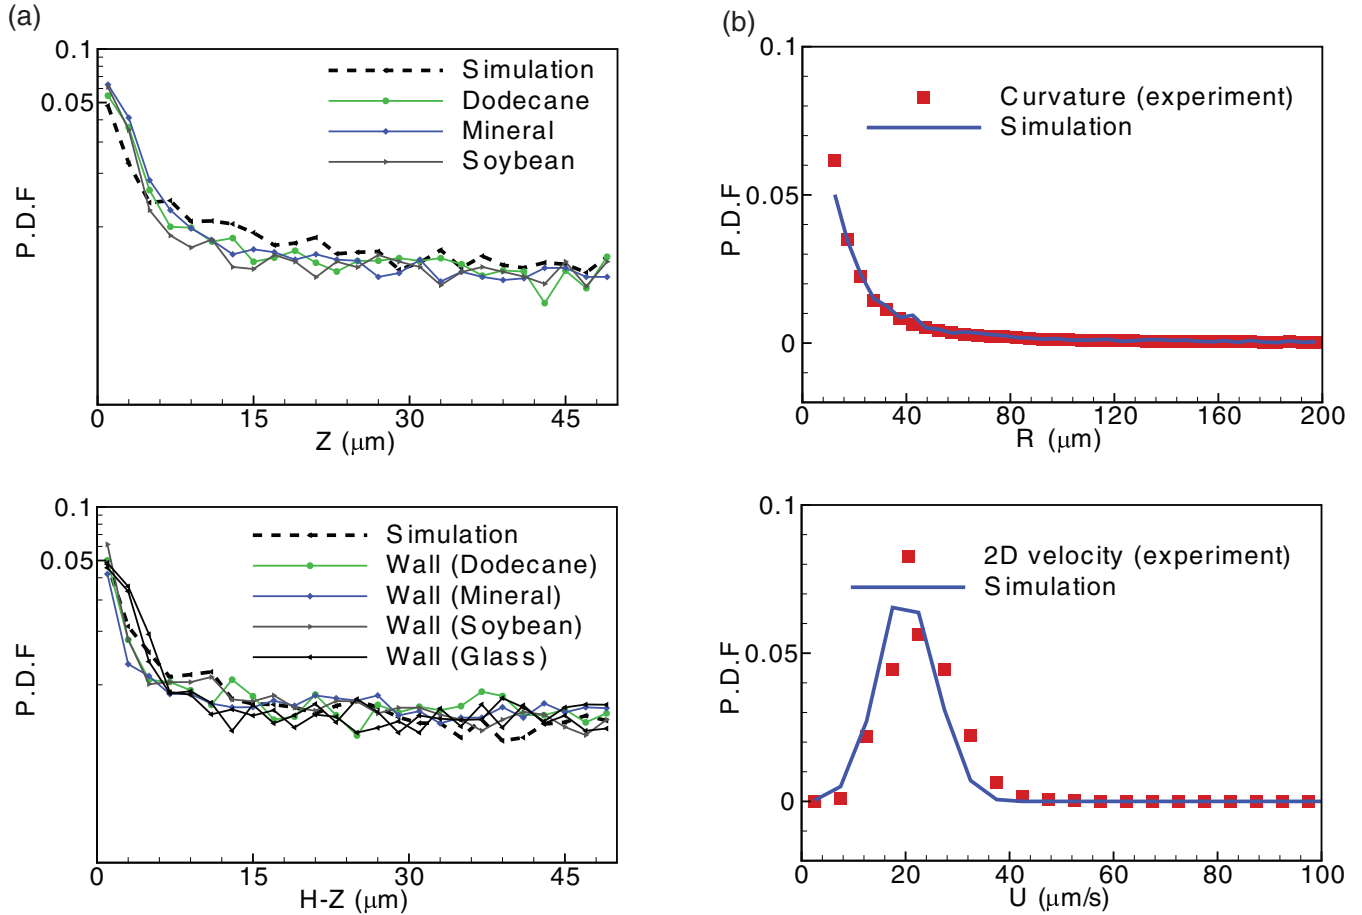 (a)
0.1
0.05
P.D.F
Simulation
Dodecane
Mineral
Soybean
0 15 30 45
Z (μm)
(b)
0.1
0.05
0
P.D.F
Curvature (experiment)
Simulation
0 40 80 120 160 200
R (μm)
0.1
0.05
P.D.F
Simulation
Wall (Dodecane)
Wall (Mineral)
Wall (Soybean)
Wall (Glass)
0 15 30 45
H-Z (μm)
0.1
0.05
0
P.D.F
2D velocity (experiment)
Simulation
0 20 40 60 80 100
U (μm/s)